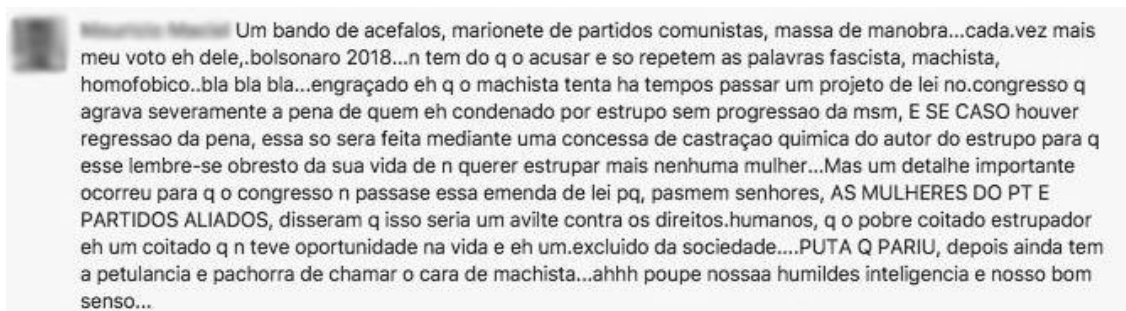 Um bando de acefalos, marionete de partidos comunistas, massa de manobra...cada.vez mais
meu voto eh dele,.bolsonaro 2018...n tem do q o acusar e so repetem as palavras fascista, machista,
homofobico..bla bla bla...engraçado eh q o machista tenta ha tempos passar um projeto de lei no.congresso q
agrava severamente a pena de quem eh condenado por estrupo sem progressao da msm, E SE CASO houver
regressao da pena, essa so sera feita mediante uma concessa de castraçao quimica do autor do estrupo para q
esse lembre-se obresto da sua vida de n querer estrupar mais nenhuma mulher...Mas um detalhe importante
ocorreu para q o congresso n passase essa emenda de lei pq, pasmem senhores, AS MULHERES DO PT E
PARTIDOS ALIADOS, disseram q isso seria um avilte contra os direitos.humanos, q o pobre coitado estrupador
eh um coitado q n teve oportunidade na vida e eh um.excluido da sociedade....PUTA Q PARIU, depois ainda tem
a petulancia e pachorra de chamar o cara de machista...ahhh poupe nossaa humildes inteligencia e nosso bom
senso...